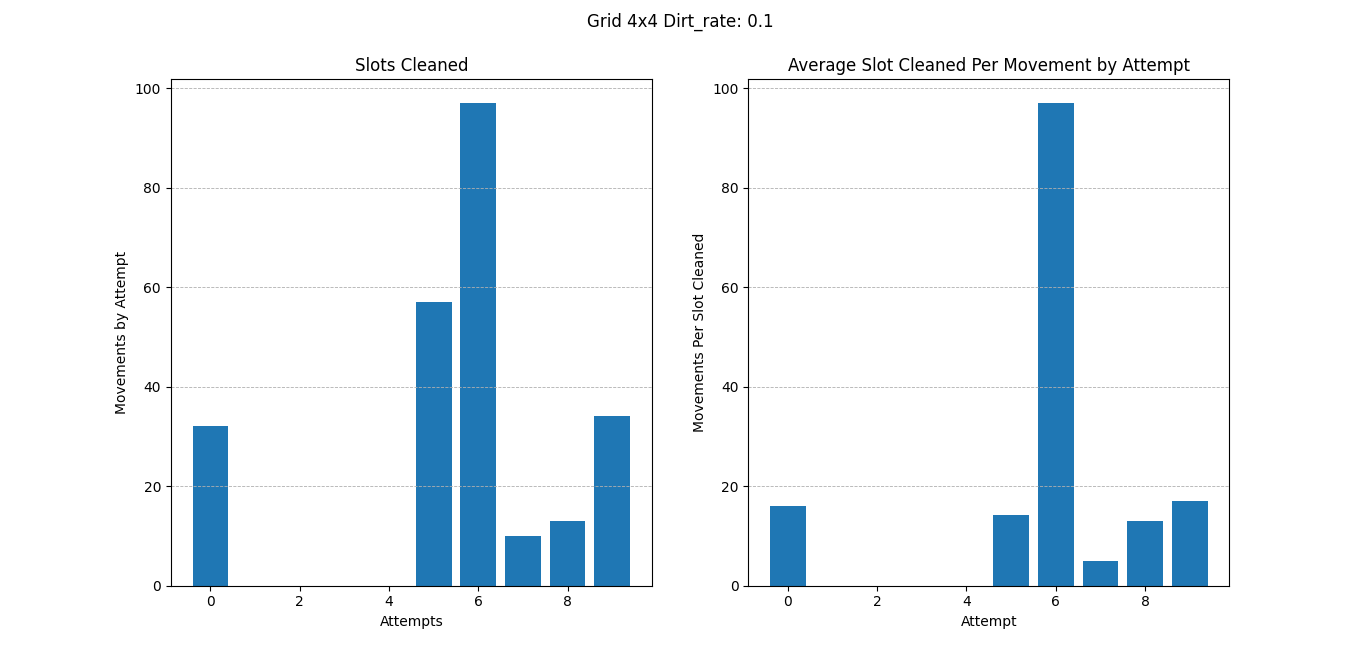 Grid 4x4 Dirt_rate: 0.1
Slots Cleaned
100
80
60
40
20
0
Movements by Attempt
0 2 4 6 8
Attempts
Average Slot Cleaned Per Movement by Attempt
100
80
60
40
20
0
Movements Per Slot Cleaned
0 2 4 6 8
Attempt